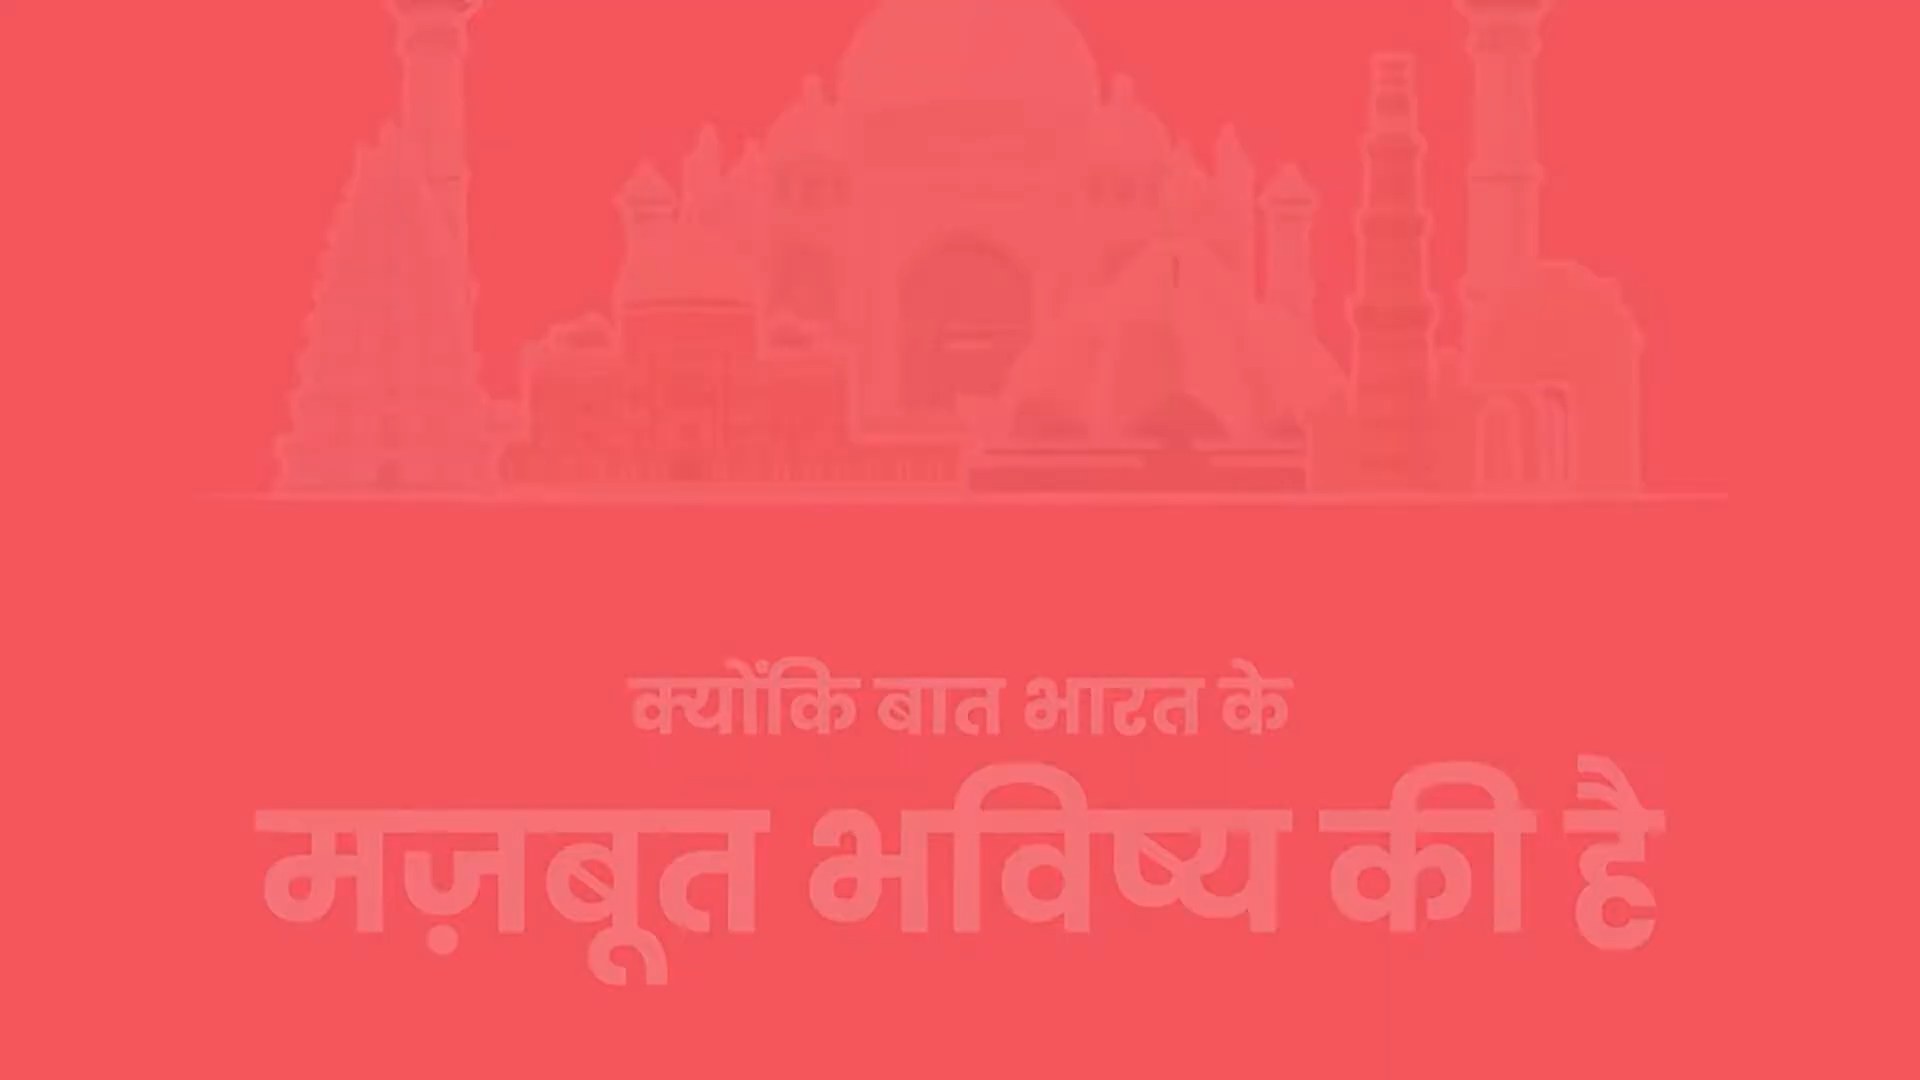 क्योंकि बात भारत के
मज़बूत भविष्य की है